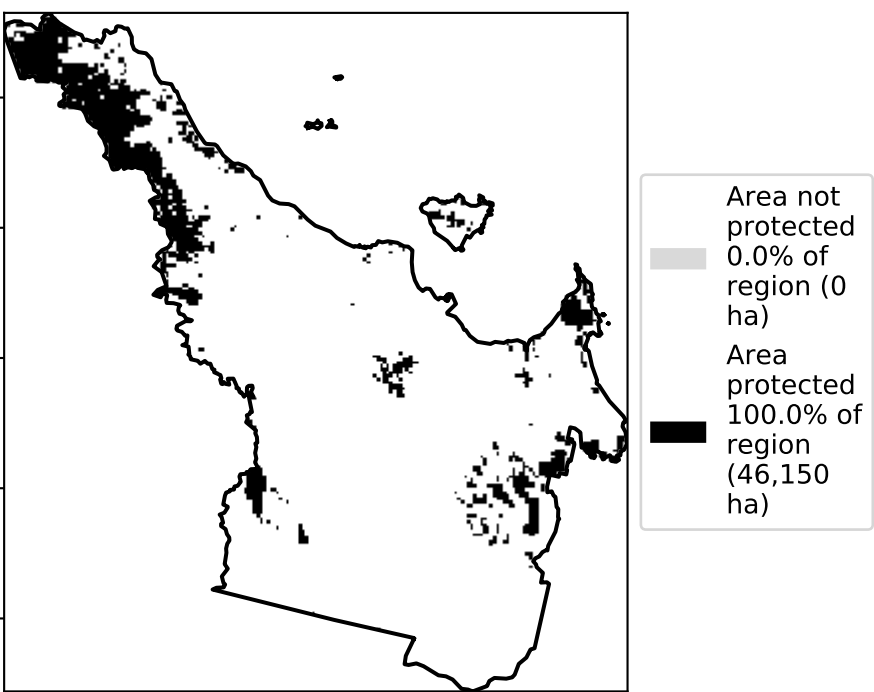 Area not
protected
0.0% of
region (0
ha)
Area
protected
100.0% of
region
(46,150
ha)